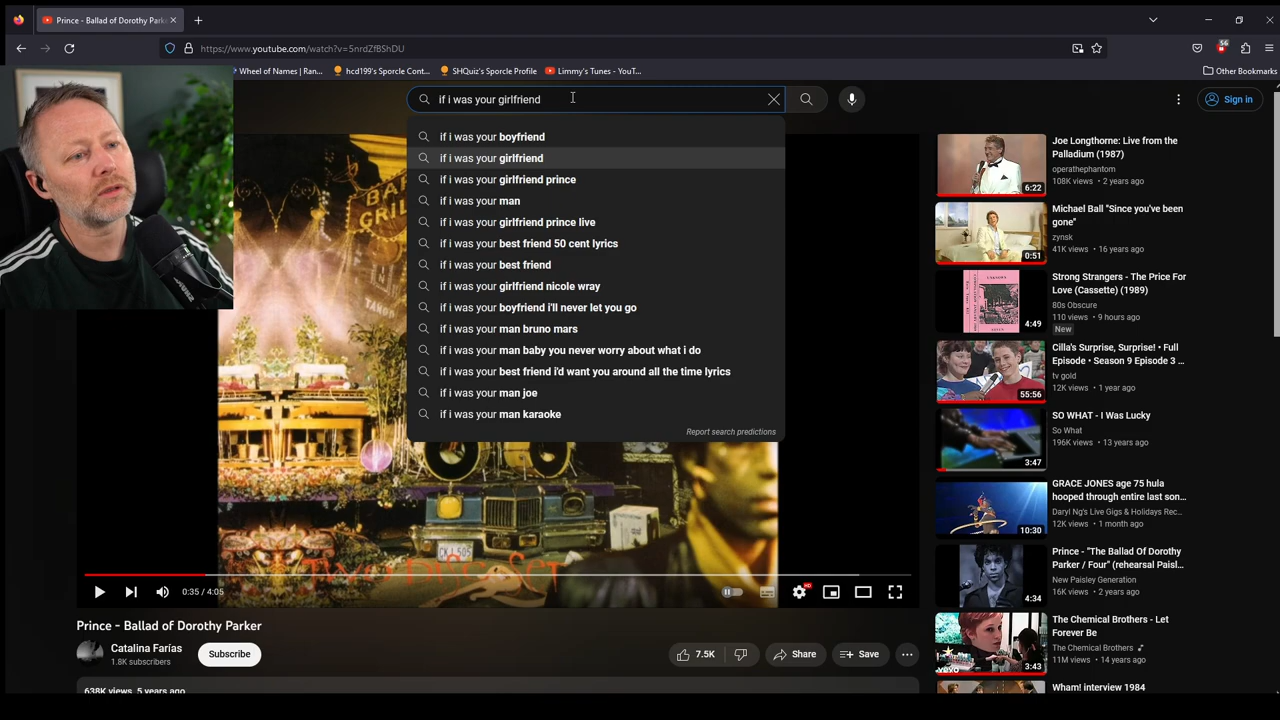 Prince - Ballad of Dorothy Park
https://www.youtube.com/watch?v=5nrdZfBShDU
56
Wheel of Names | Ran...
hcd199's Sporcle Cont...
SHQuiz's Sporcle Profile
Limmy's Tunes - YouT...
Other Bookmarks
if i was your girlfriend
Sign in
if i was your boyfriend
if i was your girlfriend
if i was your girlfriend prince
if i was your man
if i was your girlfriend prince live
if i was your best friend 50 cent lyrics
if i was your best friend
if i was your girlfriend nicole wray
if i was your boyfriend i'll never let you go
if i was your man bruno mars
if i was your man baby you never worry about what i do
if i was your best friend i'd want you around all the time lyrics
if i was your man joe
if i was your man karaoke
Report search predictions
BAR
GRIL
TWO DISC SET
0:35 / 4:05
HD
Prince - Ballad of Dorothy Parker
Catalina Farías
1.8K subscribers
Subscribe
7.5K
Share
Save
638K views  5 years ago
Joe Longthorne: Live from the
Palladium (1987)
operathephantom
108K views • 2 years ago
6:22
Michael Ball "Since you've been
gone"
zynsk
41K views • 16 years ago
0:51
Strong Strangers - The Price For
Or Love (Cassette) (1989)
80s Obscure
110 views • 9 hours ago
New
4:49
Cilla's Surprise, Surprise! • Full
Episode • Season 9 Episode 3 ...
tv gold
12K views • 1 year ago
55:56
SO WHAT - I Was Lucky
So What
196K views • 13 years ago
3:47
GRACE JONES age 75 hula
hooped through entire last son...
Daryl Ng's Live Gigs & Holidays Rec...
12K views • 1 month ago
10:30
Prince - "The Ballad Of Dorothy
Parker / Four" (rehearsal Paisl...
New Paisley Generation
16K views • 2 years ago
4:34
The Chemical Brothers - Let
Forever Be
The Chemical Brothers
11M views • 14 years ago
vevo
3:43
Wham! interview 1984